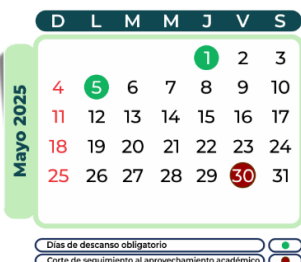 D L M M J V S
Mayo 2025
1 2 3
4 5 6 7 8 9 10
11 12 13 14 15 16 17
18 19 20 21 22 23 24
25 26 27 28 29 30 31
Días de descanso obligatorio
Corte de seguimiento al aprovechamiento académico